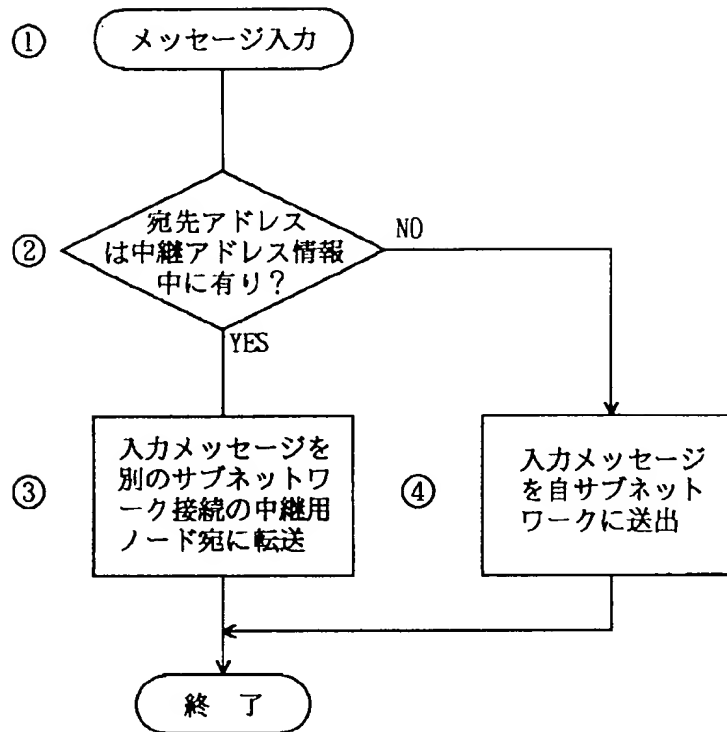 ① メッセージ入力
②
宛先アドレス
は中継アドレス情報
中に有り？
NO
YES
③
入力メッセージを
別のサブネットワ
ーク接続の中継用
ノード宛に転送
④
入力メッセージ
を自サブネット
ワークに送出
終 了